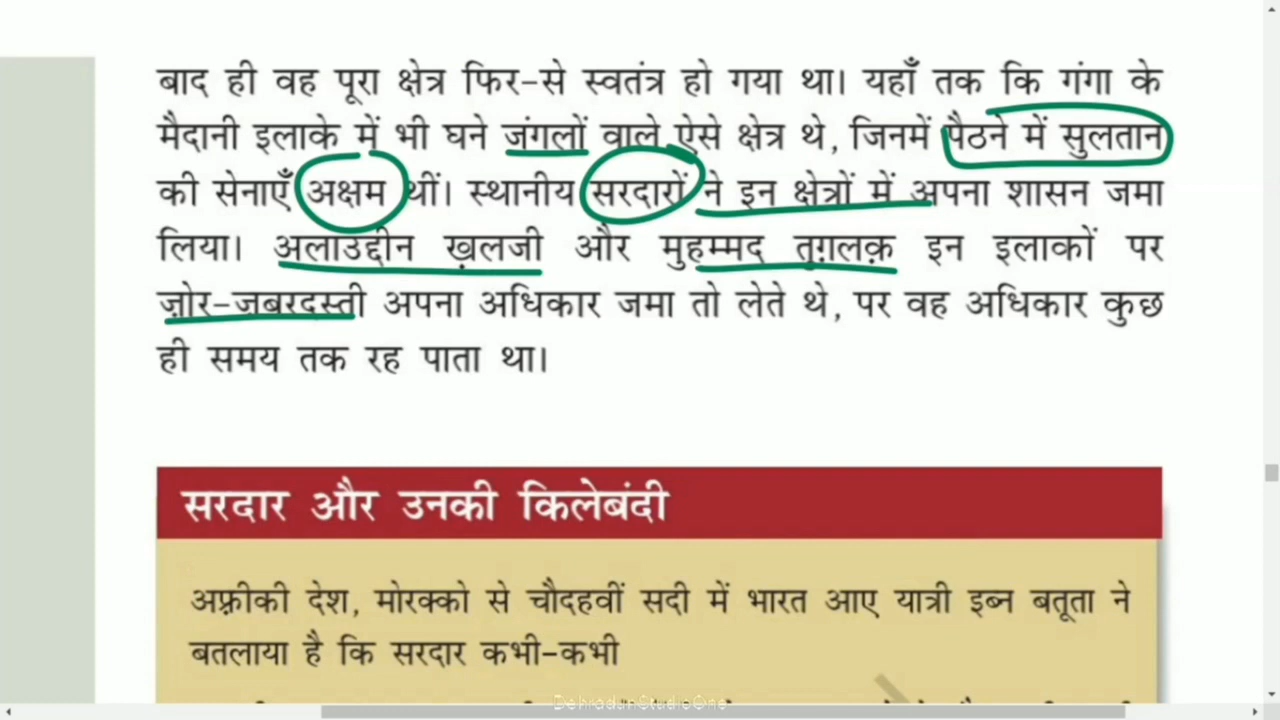 बाद ही वह पूरा क्षेत्र फिर-से स्वतंत्र हो गया था। यहाँ तक कि गंगा के
मैदानी इलाके में भी घने जंगलों वाले ऐसे क्षेत्र थे, जिनमें पैठने में सुलतान
की सेनाएँ अक्षम थीं। स्थानीय सरदारों ने इन क्षेत्रों में अपना शासन जमा
लिया। अलाउद्दीन ख़लजी और मुहम्मद तुग़लक़ इन इलाकों पर
ज़ोर-जबरदस्ती अपना अधिकार जमा तो लेते थे, पर वह अधिकार कुछ
ही समय तक रह पाता था।
सरदार और उनकी किलेबंदी
अफ़्रीकी देश, मोरक्को से चौदहवीं सदी में भारत आए यात्री इब्न बतूता ने
बतलाया है कि सरदार कभी-कभी
DehradunStudioOne